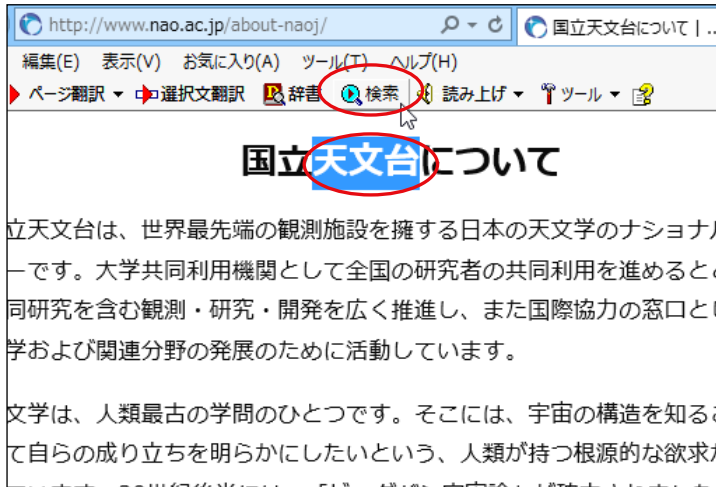 http://www.nao.ac.jp/about-naoj/ 国立天文台について | ...
編集(E) 表示(V) お気に入り(A) ツール(T) ヘルプ(H)
ページ翻訳 選択文翻訳 辞書 検索 読み上げ ツール
国立天文台について
立天文台は、世界最先端の観測施設を擁する日本の天文学のナショナル
ーです。大学共同利用機関として全国の研究者の共同利用を進めると
同研究を含む観測・研究・開発を広く推進し、また国際協力の窓口とし
学および関連分野の発展のために活動しています。
文学は、人類最古の学問のひとつです。そこには、宇宙の構造を知る
て自らの成り立ちを明らかにしたいという、人類が持つ根源的な欲求が